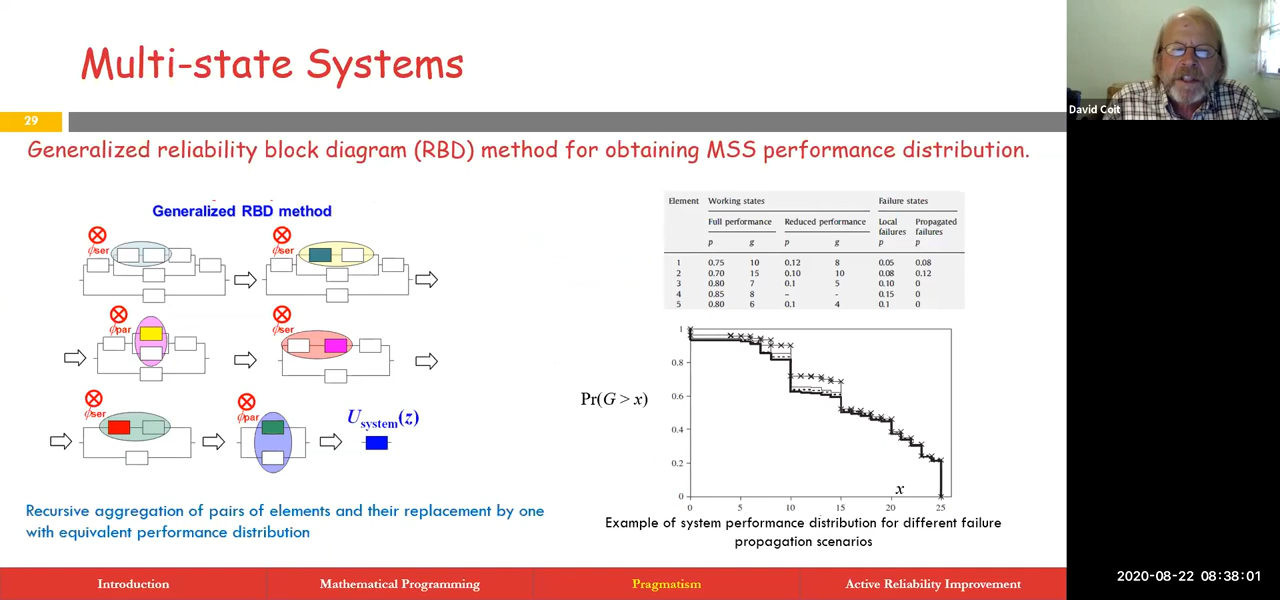 Multi-state Systems
29
Generalized reliability block diagram (RBD) method for obtaining MSS performance distribution.
Generalized RBD method
⊗
φser
⊗
φser
⊗
φpar
⊗
φser
⊗
φser
⊗
φpar
Usystem(z)
Recursive aggregation of pairs of elements and their replacement by one
with equivalent performance distribution
Element Working states Failure states
Full performance Reduced performance Local failures Propagated failures
p g p g p p
1 0.75 10 0.12 8 0.05 0.08
2 0.70 15 0.10 10 0.08 0.12
3 0.80 7 0.1 5 0.10 0
4 0.85 8 - - 0.15 0
5 0.80 6 0.1 4 0.1 0
Pr(G > x)
1
0.8
0.6
0.4
0.2
0
0 5 10 15 20 25
x
Example of system performance distribution for different failure
propagation scenarios
Introduction Mathematical Programming Pragmatism Active Reliability Improvement
David Coit
2020-08-22 08:38:01